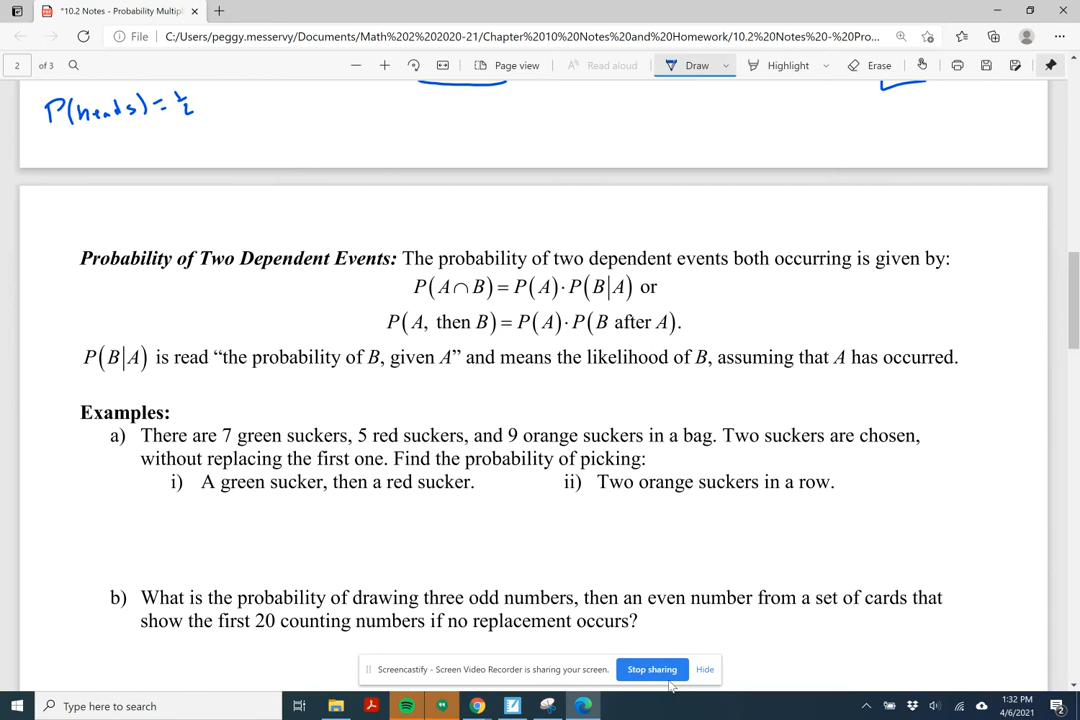 *10.2 Notes - Probability Multipl
File
C:/Users/peggy.messervy/Documents/Math%202%202020-21/Chapter%2010%20Notes%20and%20Homework/10.2%20Notes%20-%20Pro...
2 of 3
Page view
Read aloud
Draw
Highlight
Erase
P(heads) = 1/2
Probability of Two Dependent Events: The probability of two dependent events both occurring is given by:
P(A∩B) = P(A)·P(B|A) or
P(A, then B) = P(A)·P(B after A).
P(B|A) is read “the probability of B, given A” and means the likelihood of B, assuming that A has occurred.
Examples:
a) There are 7 green suckers, 5 red suckers, and 9 orange suckers in a bag. Two suckers are chosen,
without replacing the first one. Find the probability of picking:
i) A green sucker, then a red sucker. ii) Two orange suckers in a row.
b) What is the probability of drawing three odd numbers, then an even number from a set of cards that
show the first 20 counting numbers if no replacement occurs?
Screencastify - Screen Video Recorder is sharing your screen. Stop sharing Hide
Type here to search
1:32 PM
4/6/2021
2